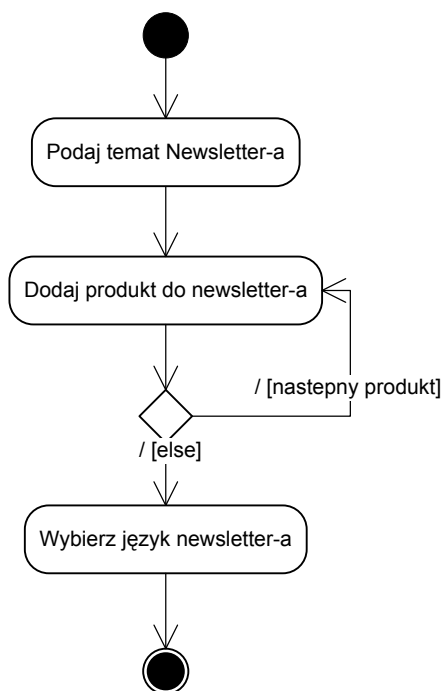 Podaj temat Newsletter-a
Dodaj produkt do newsletter-a
/ [nastepny produkt]
/ [else]
Wybierz język newsletter-a